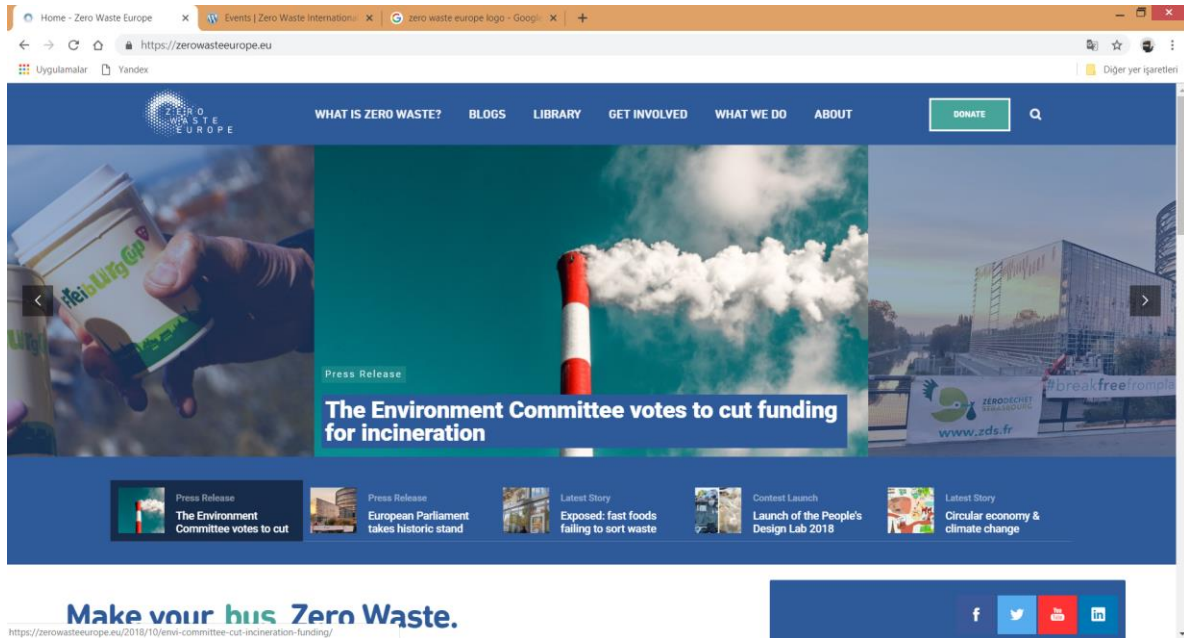 Home - Zero Waste Europe
Events | Zero Waste International
zero waste europe logo - Googl
https://zerowasteeurope.eu
Uygulamalar
Yandex
Diğer yer işaretleri
ZERO
WASTE
EUROPE
WHAT IS ZERO WASTE?
BLOGS
LIBRARY
GET INVOLVED
WHAT WE DO
ABOUT
DONATE
FreiburgCup
#breakfreefrompla
ZERODECHET
STRASBOURG
www.zds.fr
Press Release
The Environment Committee votes to cut funding
for incineration
Press Release
The Environment
Committee votes to cut
Press Release
European Parliament
takes historic stand
Latest Story
Exposed: fast foods
failing to sort waste
Contest Launch
Launch of the People's
Design Lab 2018
Latest Story
Circular economy &
climate change
Make your bus Zero Waste.
https://zerowasteeurope.eu/2018/10/envi-committee-cut-incineration-funding/